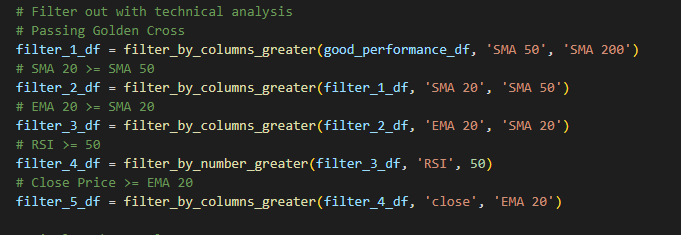 # Filter out with technical analysis
# Passing Golden Cross
filter_1_df = filter_by_columns_greater(good_performance_df, 'SMA 50', 'SMA 200')
# SMA 20 >= SMA 50
filter_2_df = filter_by_columns_greater(filter_1_df, 'SMA 20', 'SMA 50')
# EMA 20 >= SMA 20
filter_3_df = filter_by_columns_greater(filter_2_df, 'EMA 20', 'SMA 20')
# RSI >= 50
filter_4_df = filter_by_number_greater(filter_3_df, 'RSI', 50)
# Close Price >= EMA 20
filter_5_df = filter_by_columns_greater(filter_4_df, 'close', 'EMA 20')